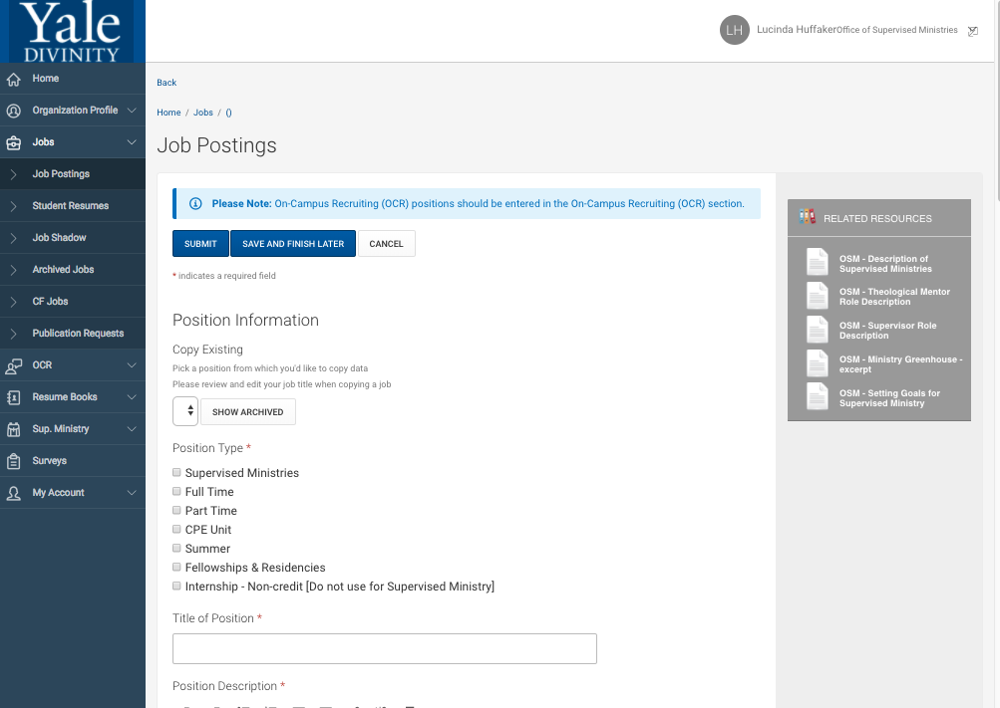 Yale
DIVINITY
LH
Lucinda HuffakerOffice of Supervised Ministries
Home
Organization Profile
Jobs
Job Postings
Student Resumes
Job Shadow
Archived Jobs
CF Jobs
Publication Requests
OCR
Resume Books
Sup. Ministry
Surveys
My Account
Back
Home / Jobs / ()
Job Postings
Please Note: On-Campus Recruiting (OCR) positions should be entered in the On-Campus Recruiting (OCR) section.
SUBMIT
SAVE AND FINISH LATER
CANCEL
* indicates a required field
Position Information
Copy Existing
Pick a position from which you'd like to copy data
Please review and edit your job title when copying a job
SHOW ARCHIVED
Position Type *
Supervised Ministries
Full Time
Part Time
CPE Unit
Summer
Fellowships & Residencies
Internship - Non-credit [Do not use for Supervised Ministry]
Title of Position *
Position Description *
RELATED RESOURCES
OSM - Description of
Supervised Ministries
OSM - Theological Mentor
Role Description
OSM - Supervisor Role
Description
OSM - Ministry Greenhouse -
excerpt
OSM - Setting Goals for
Supervised Ministry